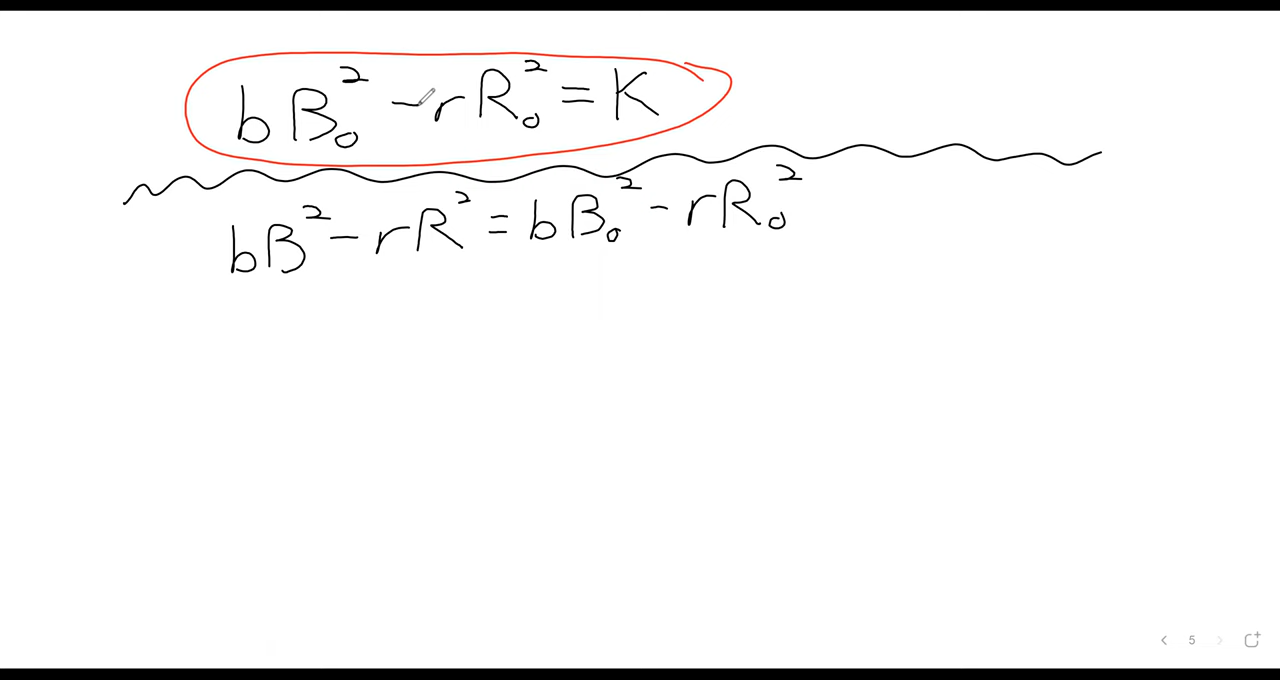 bB₀² - rR₀² = K
bB² - rR² = bB₀² - rR₀²
5